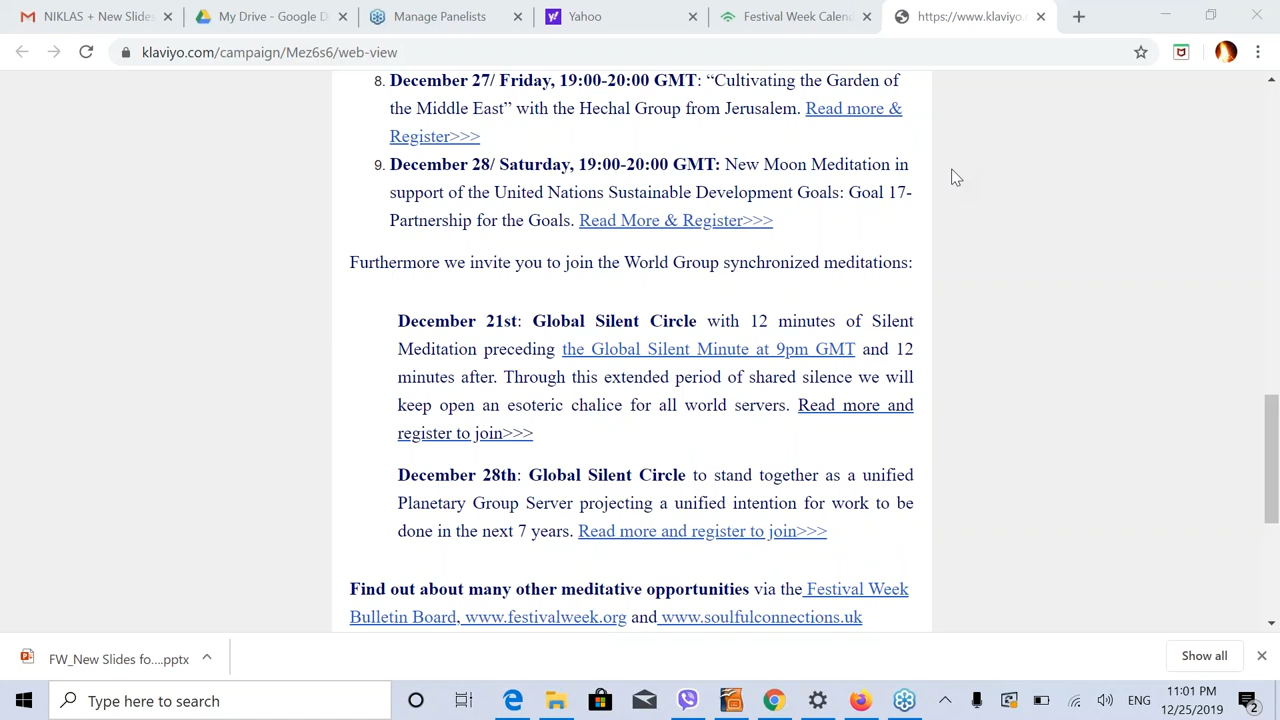 NIKLAS + New Slides
My Drive - Google D
Manage Panelists
Yahoo
Festival Week Calend
https://www.klaviyo.
klaviyo.com/campaign/Mez6s6/web-view
8. December 27/ Friday, 19:00-20:00 GMT: “Cultivating the Garden of
the Middle East” with the Hechal Group from Jerusalem. Read more &
Register>>>
9. December 28/ Saturday, 19:00-20:00 GMT: New Moon Meditation in
support of the United Nations Sustainable Development Goals: Goal 17-
Partnership for the Goals. Read More & Register>>>
Furthermore we invite you to join the World Group synchronized meditations:
December 21st: Global Silent Circle with 12 minutes of Silent
Meditation preceding the Global Silent Minute at 9pm GMT and 12
minutes after. Through this extended period of shared silence we will
keep open an esoteric chalice for all world servers. Read more and
register to join>>>
December 28th: Global Silent Circle to stand together as a unified
Planetary Group Server projecting a unified intention for work to be
done in the next 7 years. Read more and register to join>>>
Find out about many other meditative opportunities via the Festival Week
Bulletin Board, www.festivalweek.org and www.soulfulconnections.uk
FW_New Slides fo....pptx
Show all
Type here to search
ENG
11:01 PM
12/25/2019
2